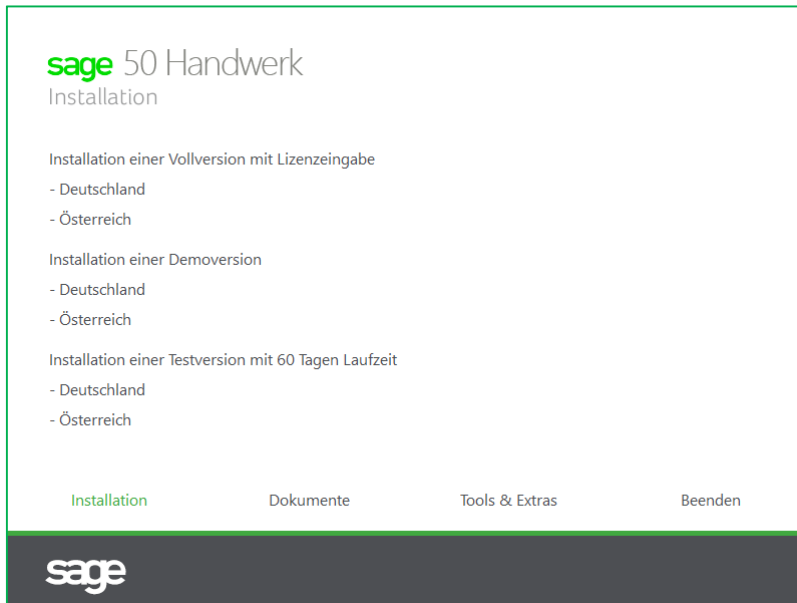 sage 50 Handwerk
Installation
Installation einer Vollversion mit Lizenzeingabe
- Deutschland
- Österreich
Installation einer Demoversion
- Deutschland
- Österreich
Installation einer Testversion mit 60 Tagen Laufzeit
- Deutschland
- Österreich
Installation Dokumente Tools & Extras Beenden
sage